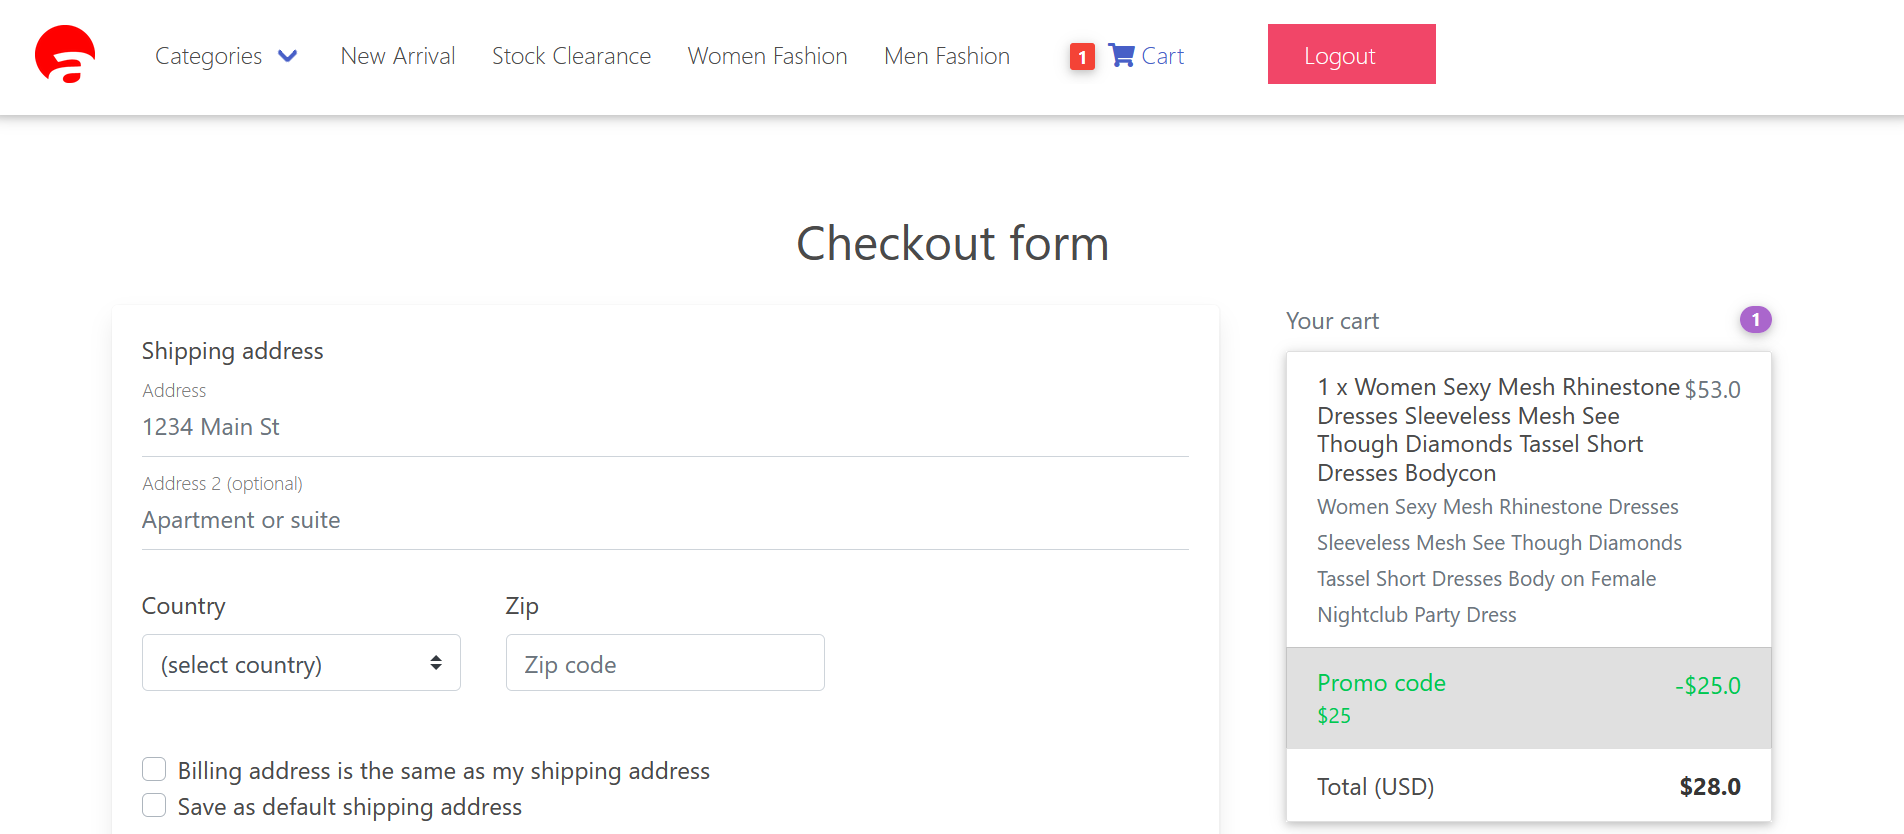 Categories New Arrival Stock Clearance Women Fashion Men Fashion 1 Cart Logout
Checkout form
Shipping address
Address
1234 Main St
Address 2 (optional)
Apartment or suite
Country Zip
(select country) Zip code
Billing address is the same as my shipping address
Save as default shipping address
Your cart 1
1 x Women Sexy Mesh Rhinestone $53.0
Dresses Sleeveless Mesh See
Though Diamonds Tassel Short
Dresses Bodycon
Women Sexy Mesh Rhinestone Dresses
Sleeveless Mesh See Though Diamonds
Tassel Short Dresses Body on Female
Nightclub Party Dress
Promo code -$25.0
$25
Total (USD) $28.0